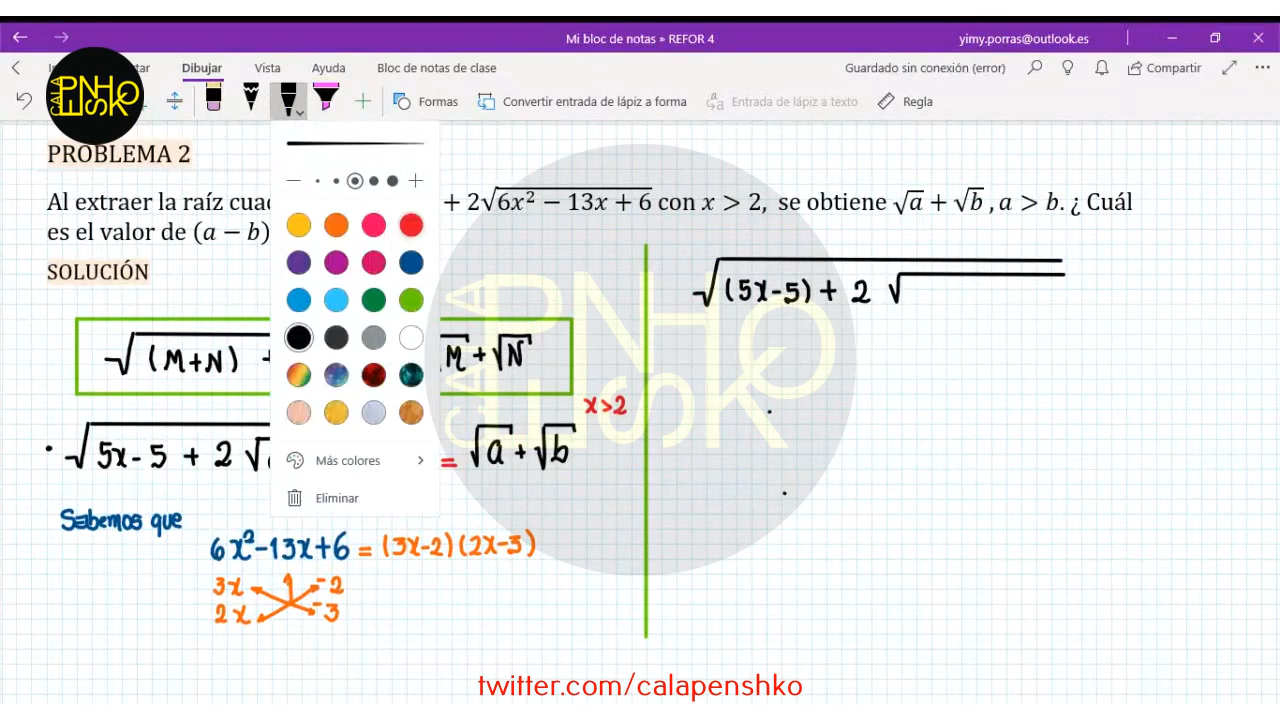 Mi bloc de notas » REFOR 4
yimy.porras@outlook.es
Dibujar Vista Ayuda Bloc de notas de clase
Guardado sin conexión (error) Compartir
Formas Convertir entrada de lápiz a forma Entrada de lápiz a texto Regla
CALA PNHO ESKO
PROBLEMA 2
Al extraer la raíz + 2√(6x² − 13x + 6) con x > 2, se obtiene √a + √b , a > b. ¿ Cuál
es el valor de (a − b)
SOLUCIÓN
√((5x-5) + 2 √
√ (M+N) √M + √N
x>2
• √ 5x-5 + 2 √ = √a + √b
Más colores
Eliminar
Sabemos que
6x²-13x+6 = (3x-2)(2x-3)
3x -2
2x -3
twitter.com/calapenshko